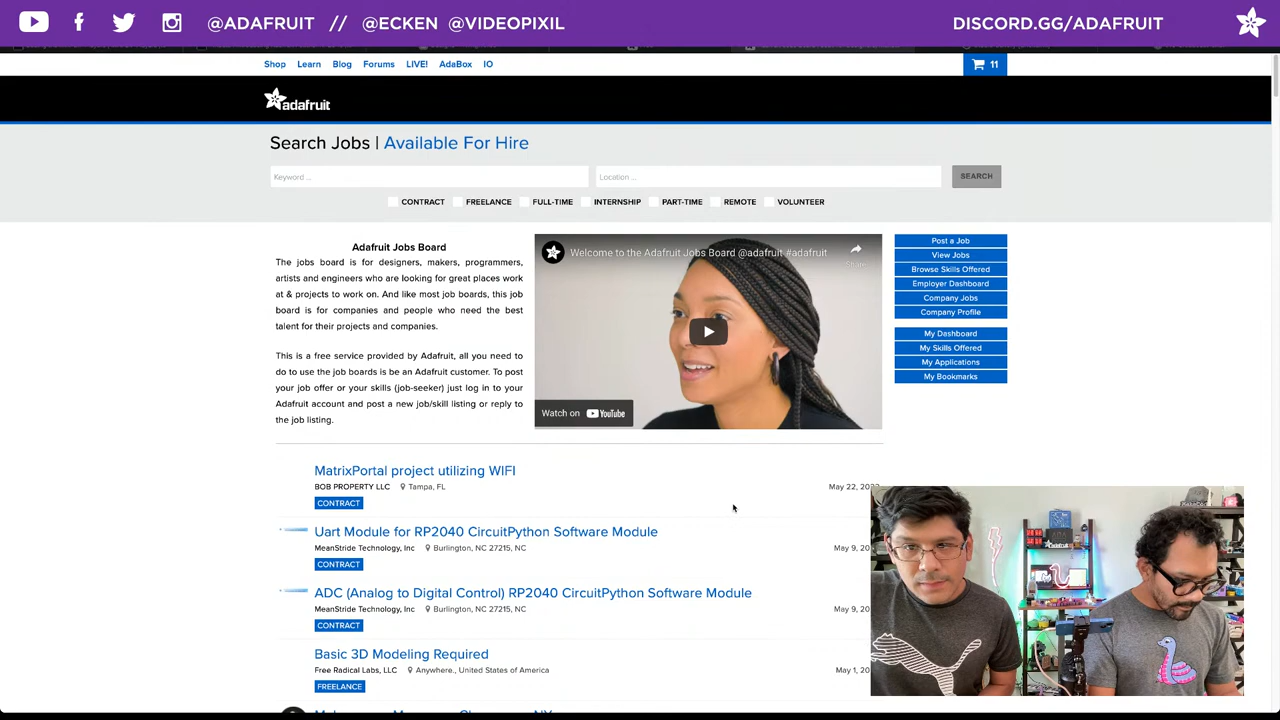 @ADAFRUIT // @ECKEN @VIDEOPIXIL
DISCORD.GG/ADAFRUIT
Shop Learn Blog Forums LIVE! AdaBox IO
11
adafruit
Search Jobs | Available For Hire
Keyword ...
Location ...
SEARCH
CONTRACT FREELANCE FULL-TIME INTERNSHIP PART-TIME REMOTE VOLUNTEER
Adafruit Jobs Board
The jobs board is for designers, makers, programmers,
artists and engineers who are looking for great places work
at & projects to work on. And like most job boards, this job
board is for companies and people who need the best
talent for their projects and companies.
This is a free service provided by Adafruit, all you need to
do to use the job boards is be an Adafruit customer. To post
your job offer or your skills (job-seeker) just log in to your
Adafruit account and post a new job/skill listing or reply to
the job listing.
Welcome to the Adafruit Jobs Board @adafruit #adafruit
Share
Watch on YouTube
Post a Job
View Jobs
Browse Skills Offered
Employer Dashboard
Company Jobs
Company Profile
My Dashboard
My Skills Offered
My Applications
My Bookmarks
MatrixPortal project utilizing WIFI
BOB PROPERTY LLC Tampa, FL
May 22,
CONTRACT
Uart Module for RP2040 CircuitPython Software Module
MeanStride Technology, Inc Burlington, NC 27215, NC
May 9,
CONTRACT
ADC (Analog to Digital Control) RP2040 CircuitPython Software Module
MeanStride Technology, Inc Burlington, NC 27215, NC
May 9,
CONTRACT
Basic 3D Modeling Required
Free Radical Labs, LLC Anywhere., United States of America
May 1,
FREELANCE